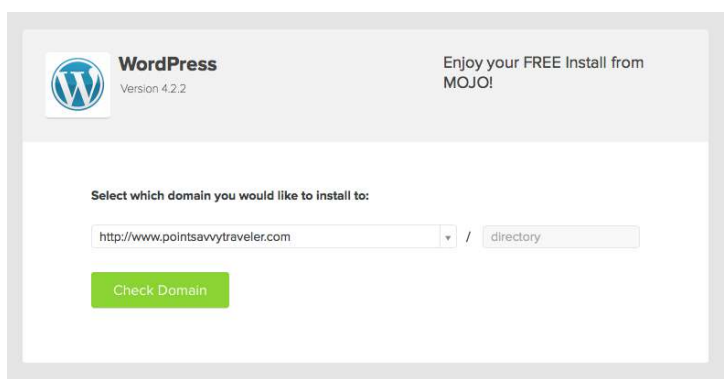 WordPress
Version 4.2.2
Enjoy your FREE Install from
MOJO!
Select which domain you would like to install to:
http://www.pointsavvytraveler.com / directory
Check Domain